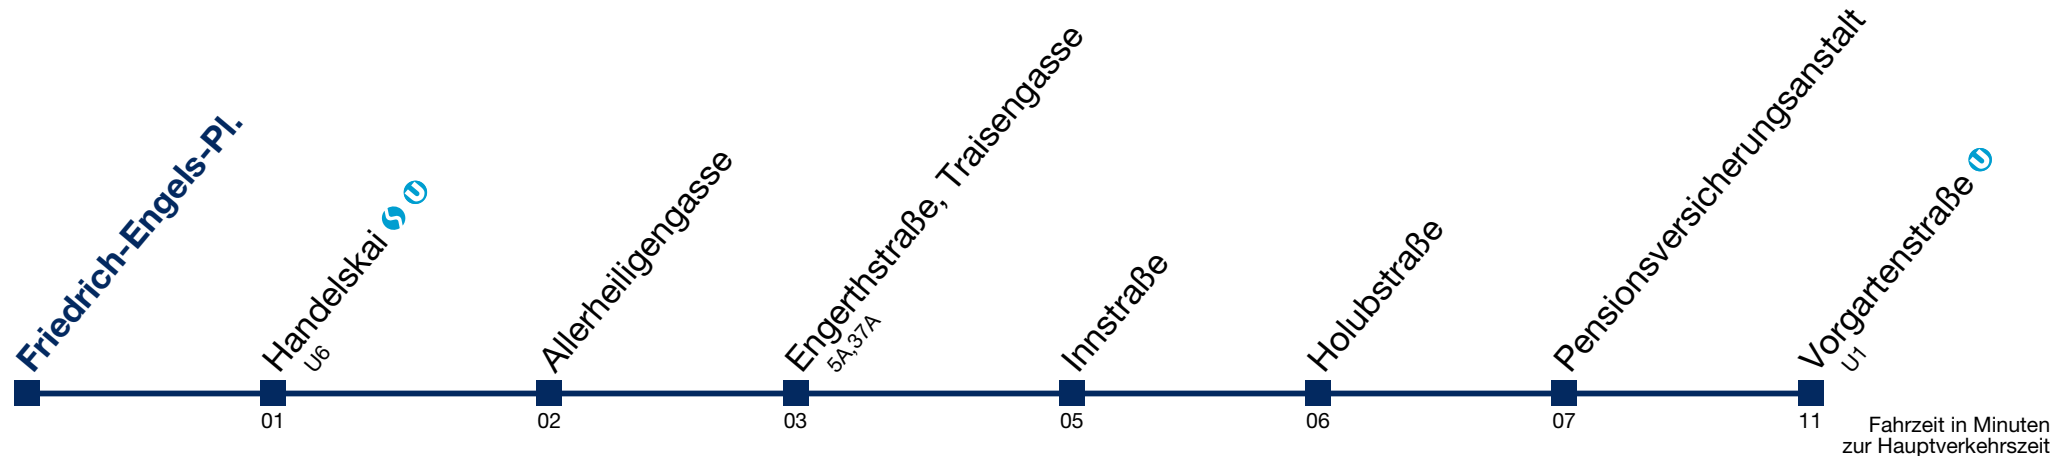 Friedrich-Engels-Pl.
Handelskai
U6
Allerheiligengasse
Engerthstraße, Traisengasse
5A,37A
Innstraße
Holubstraße
Pensionsversicherungsanstalt
Vorgartenstraße
U1
01 02 03 05 06 07 11
Fahrzeit in Minuten
zur Hauptverkehrszeit